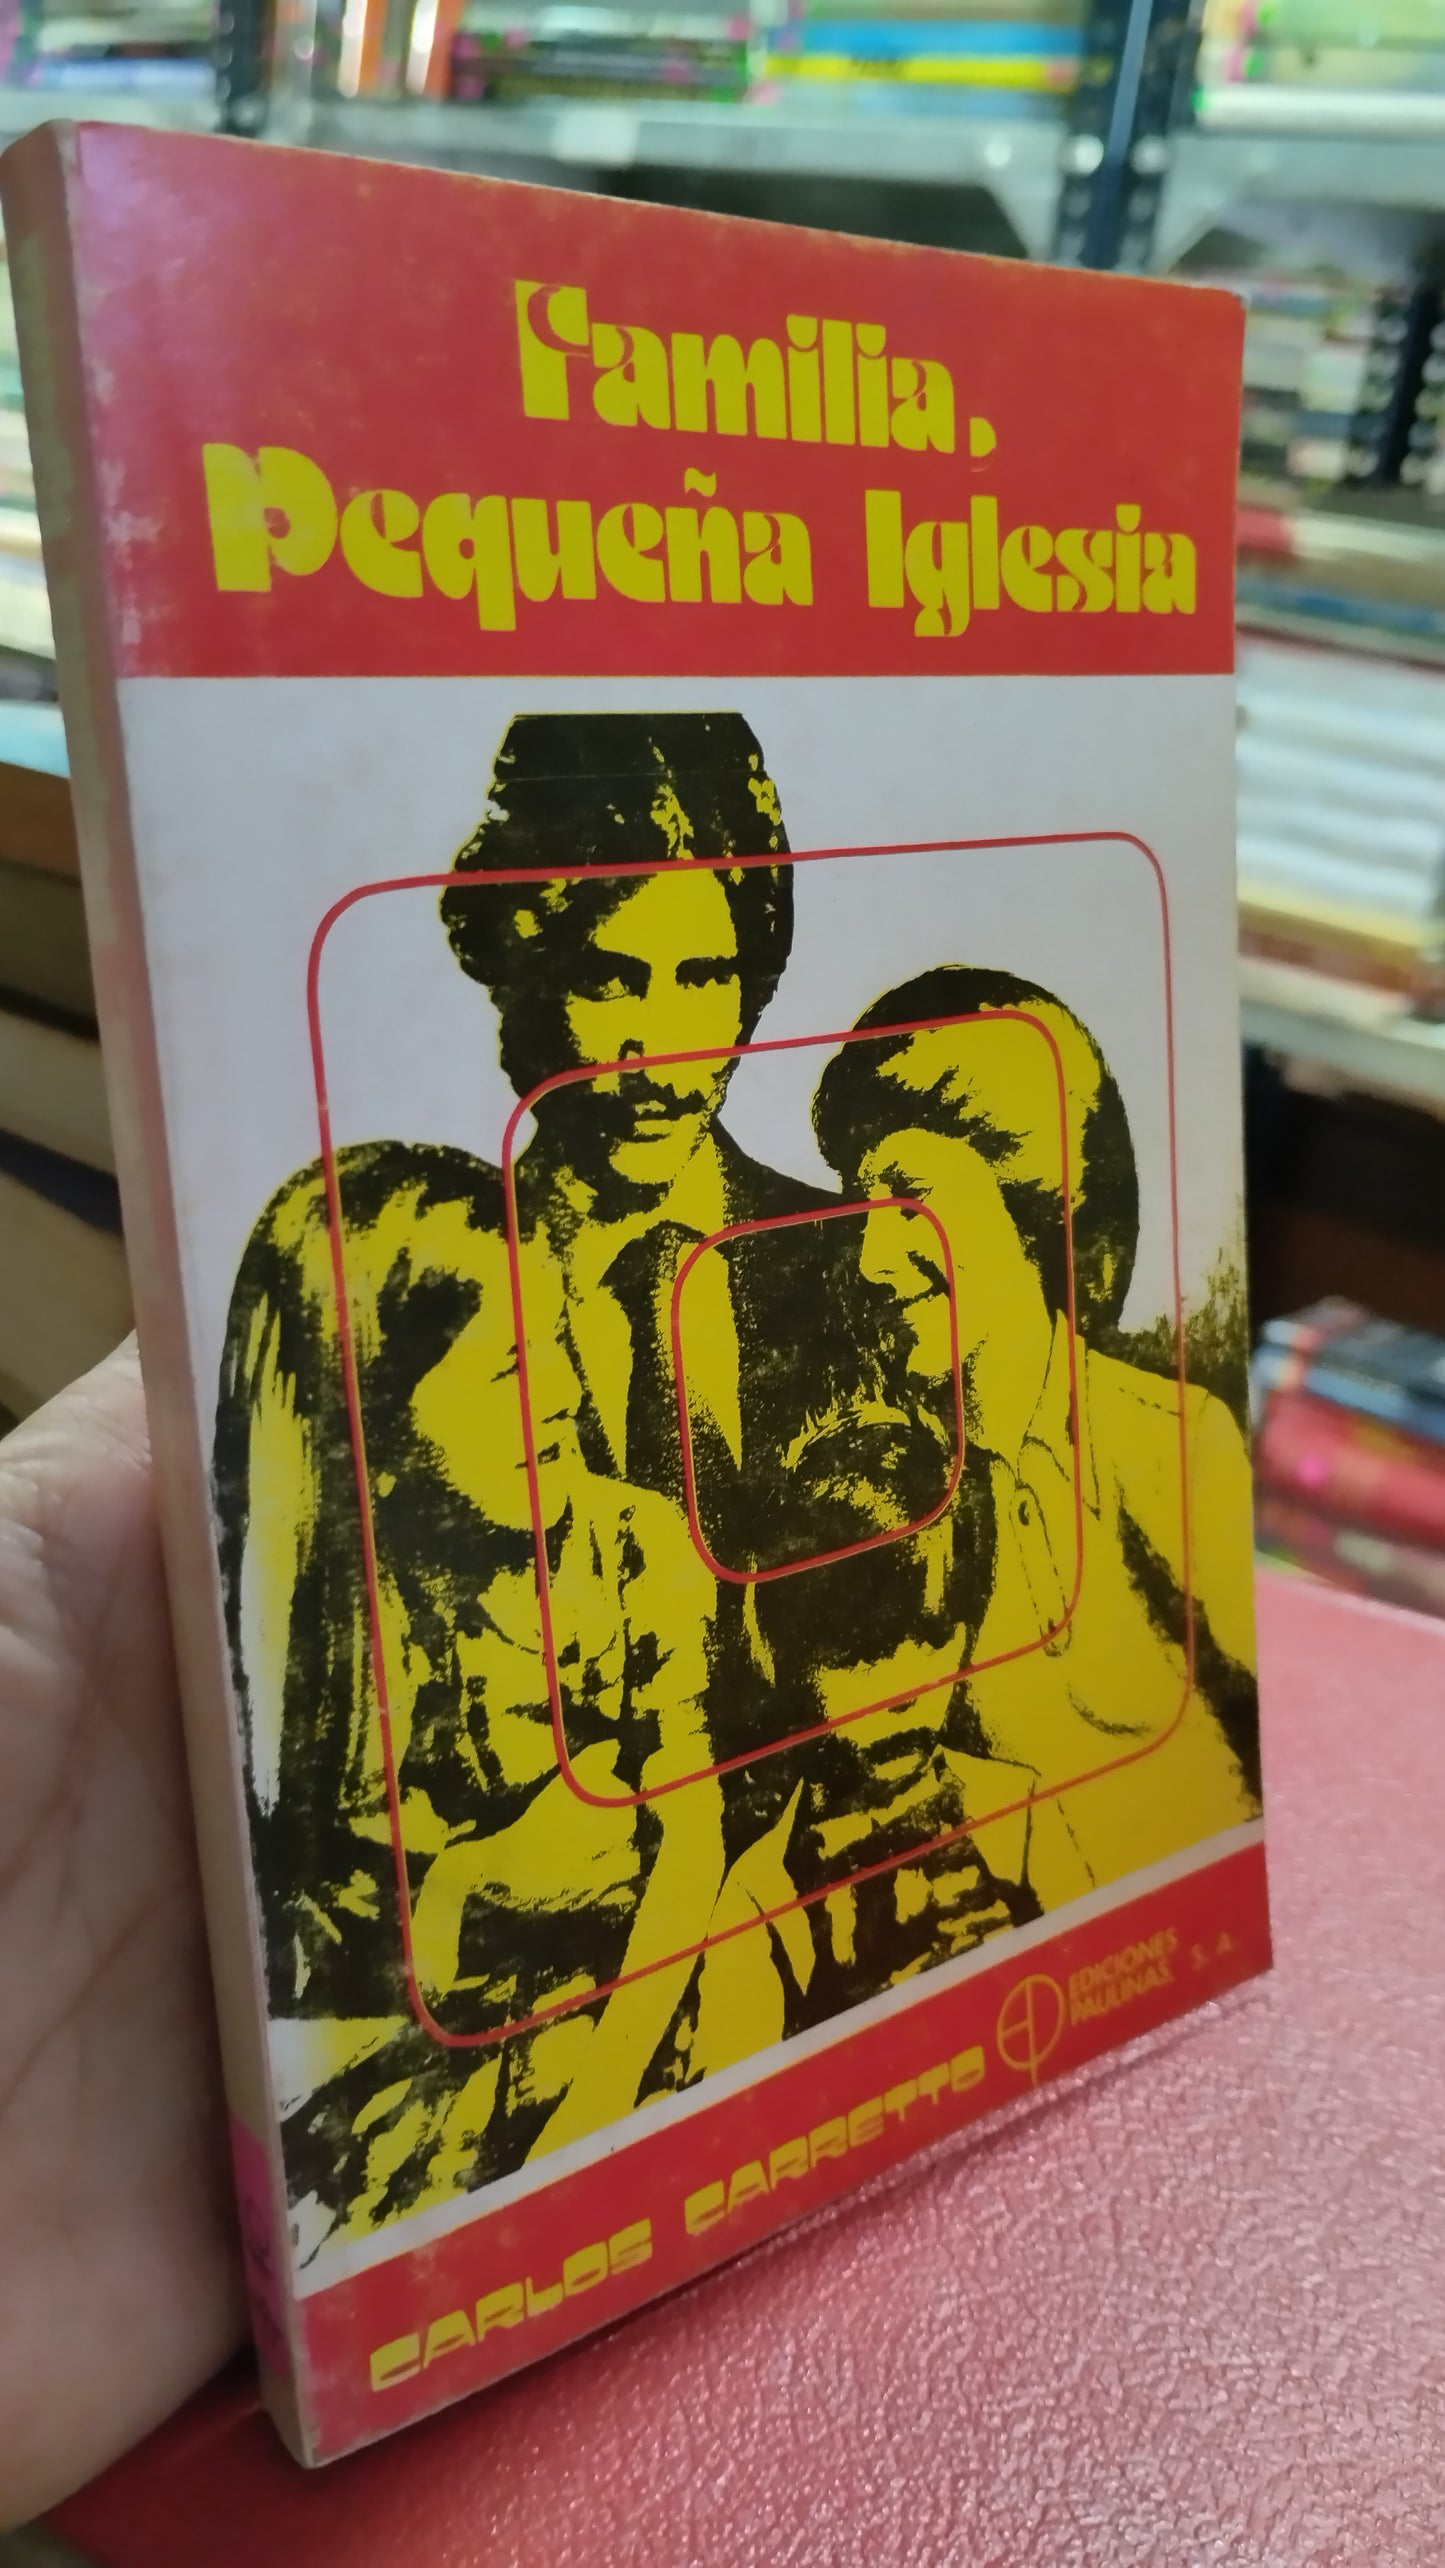 Familia,
Pequeña Iglesia
CARLOS CARRETTO
EDICIONES
PAULINAS, S. A.